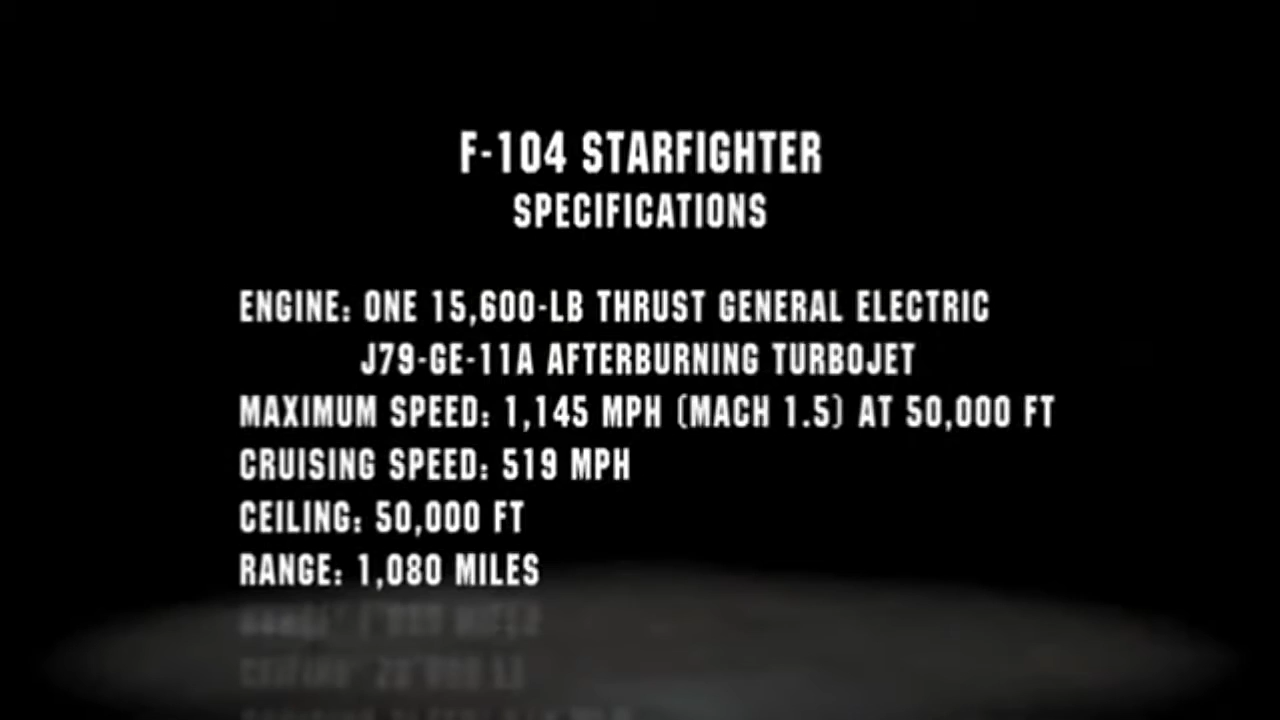 F-104 STARFIGHTER
SPECIFICATIONS
ENGINE: ONE 15,600-LB THRUST GENERAL ELECTRIC
J79-GE-11A AFTERBURNING TURBOJET
MAXIMUM SPEED: 1,145 MPH (MACH 1.5) AT 50,000 FT
CRUISING SPEED: 519 MPH
CEILING: 50,000 FT
RANGE: 1,080 MILES